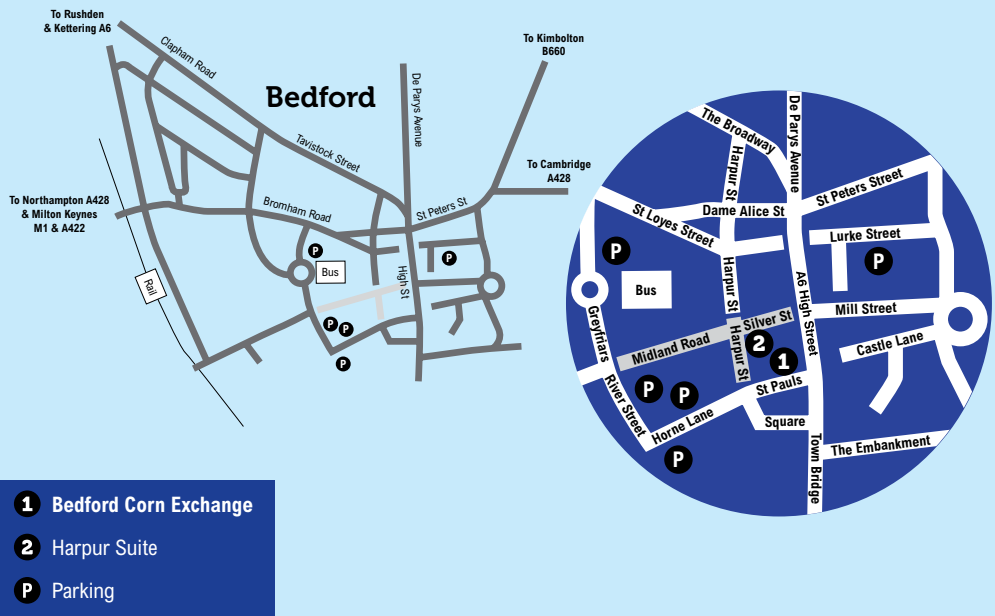 To Rushden
& Kettering A6
Clapham Road
Bedford
To Kimbolton
B660
De Parys Avenue
Tavistock Street
To Cambridge
A428
To Northampton A428
& Milton Keynes
M1 & A422
Bromham Road
St Peters St
P
Bus
P
High St
Rail
P
P
P
The Broadway
De Parys Avenue
Harpur St
St Peters Street
Dame Alice St
St Loyes Street
Lurke Street
P
P
Bus
Harpur St
A6 High Street
Mill Street
Silver St
Greyfriars
Midland Road
Harpur St
2
1
Castle Lane
River Street
P
P
St Pauls
Horne Lane
Square
P
Town Bridge
The Embankment
1 Bedford Corn Exchange
2 Harpur Suite
P Parking